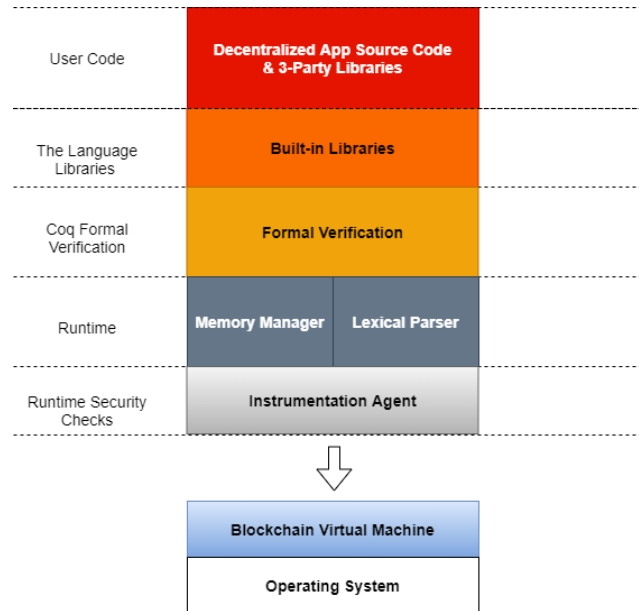 User Code
Decentralized App Source Code
& 3-Party Libraries
The Language
Libraries
Built-in Libraries
Coq Formal
Verification
Formal Verification
Runtime
Memory Manager
Lexical Parser
Runtime Security
Checks
Instrumentation Agent
Blockchain Virtual Machine
Operating System